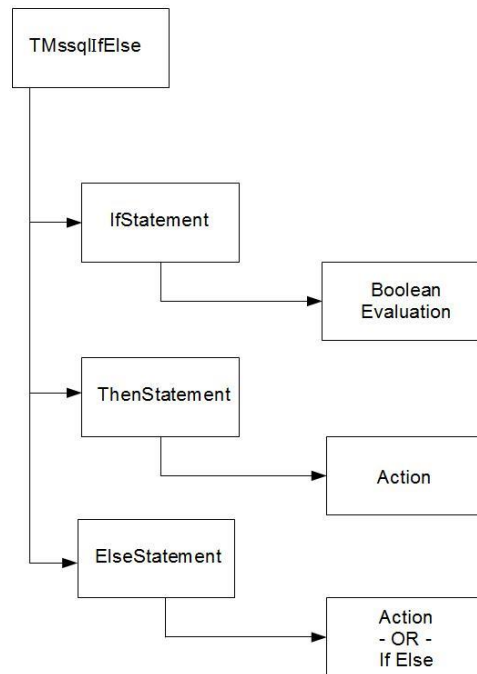 TMssqlIfElse
IfStatement
Boolean
Evaluation
ThenStatement
Action
ElseStatement
Action
- OR -
If Else